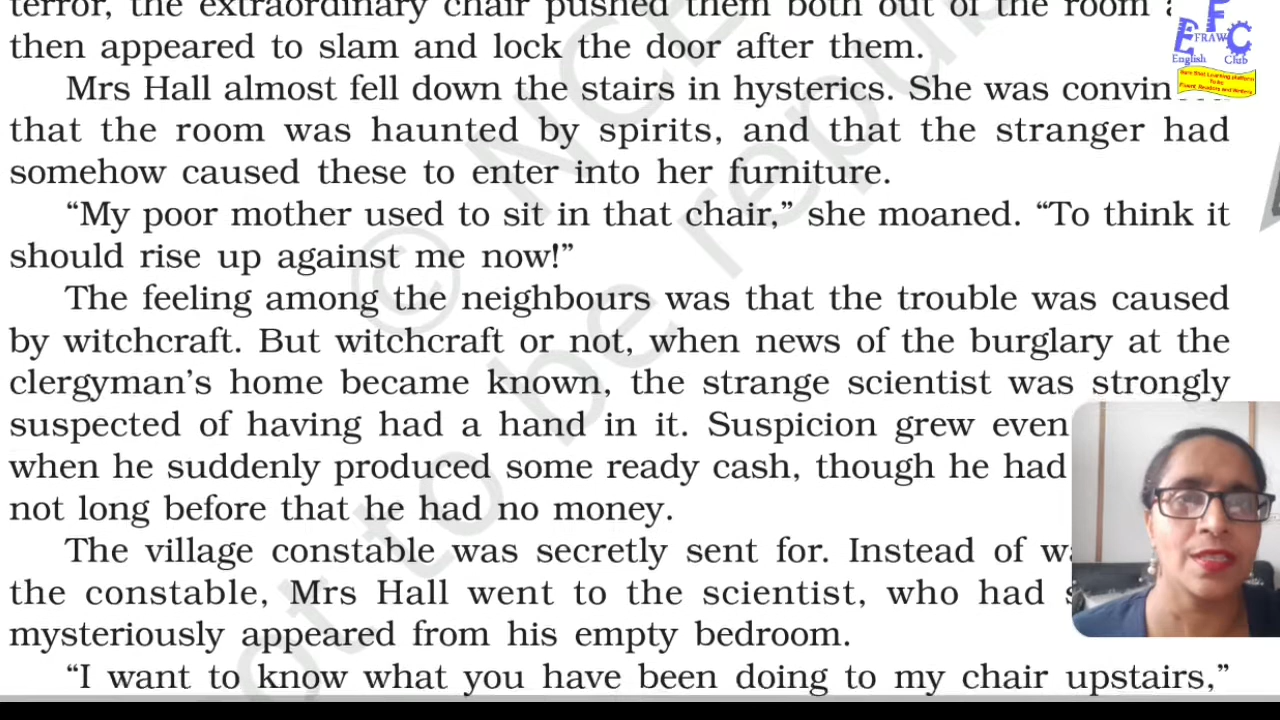 terror, the extraordinary chair pushed them both out of the room
then appeared to slam and lock the door after them.
Mrs Hall almost fell down the stairs in hysterics. She was convin
that the room was haunted by spirits, and that the stranger had
somehow caused these to enter into her furniture.
“My poor mother used to sit in that chair,” she moaned. “To think it
should rise up against me now!”
The feeling among the neighbours was that the trouble was caused
by witchcraft. But witchcraft or not, when news of the burglary at the
clergyman’s home became known, the strange scientist was strongly
suspected of having had a hand in it. Suspicion grew even
when he suddenly produced some ready cash, though he had
not long before that he had no money.
The village constable was secretly sent for. Instead of wa
the constable, Mrs Hall went to the scientist, who had s
mysteriously appeared from his empty bedroom.
“I want to know what you have been doing to my chair upstairs,”
E F C
EFRAW
English Club
© NCE
not to be repu